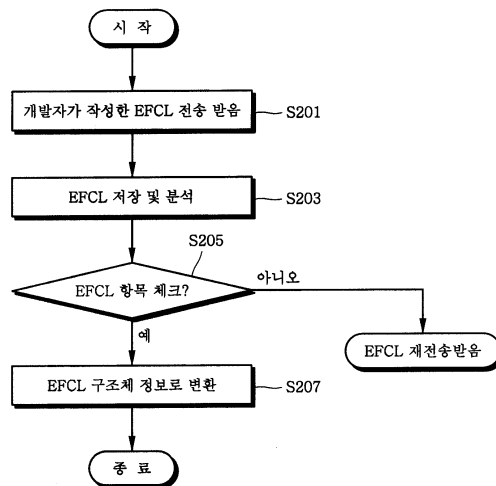 시 작
개발자가 작성한 EFCL 전송 받음
S201
EFCL 저장 및 분석
S203
S205
EFCL 항목 체크?
아니오
예
EFCL 재전송받음
EFCL 구조체 정보로 변환
S207
종 료